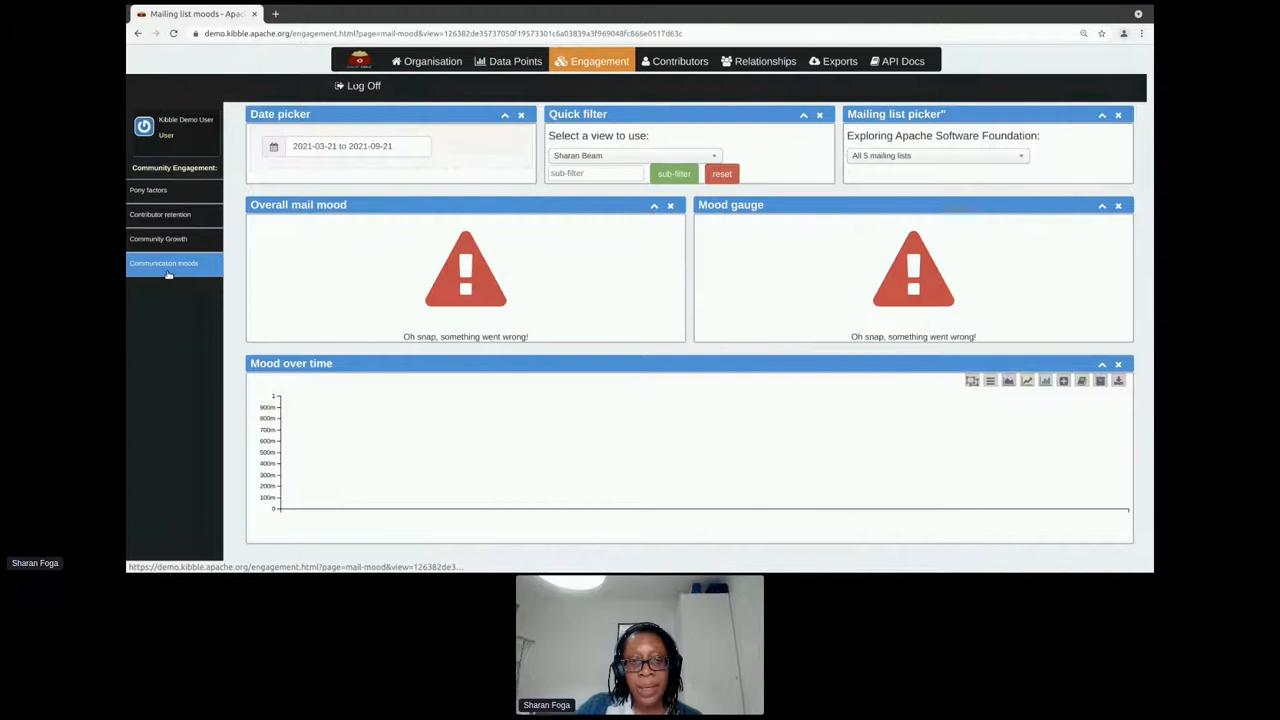 Mailing list moods - Apac
demo.kibble.apache.org/engagement.html?page=mail-mood&view=126382de35737050f19573301c6a03839a3f969048fc866e0517d63c
Organisation
Data Points
Engagement
Contributors
Relationships
Exports
API Docs
Log Off
Kibble Demo User
User
Community Engagement:
Pony factors
Contributor retention
Community Growth
Communicaton moods
Date picker
2021-03-21 to 2021-09-21
Quick filter
Select a view to use:
Sharan Beam
sub-filter
sub-filter
reset
Mailing list picker"
Exploring Apache Software Foundation:
All 5 mailing lists
Overall mail mood
Oh snap, something went wrong!
Mood gauge
Oh snap, something went wrong!
Mood over time
1
900m
800m
700m
600m
500m
400m
300m
200m
100m
0
https://demo.kibble.apache.org/engagement.html?page=mail-mood&view=126382de3...
Sharan Foga
Sharan Foga